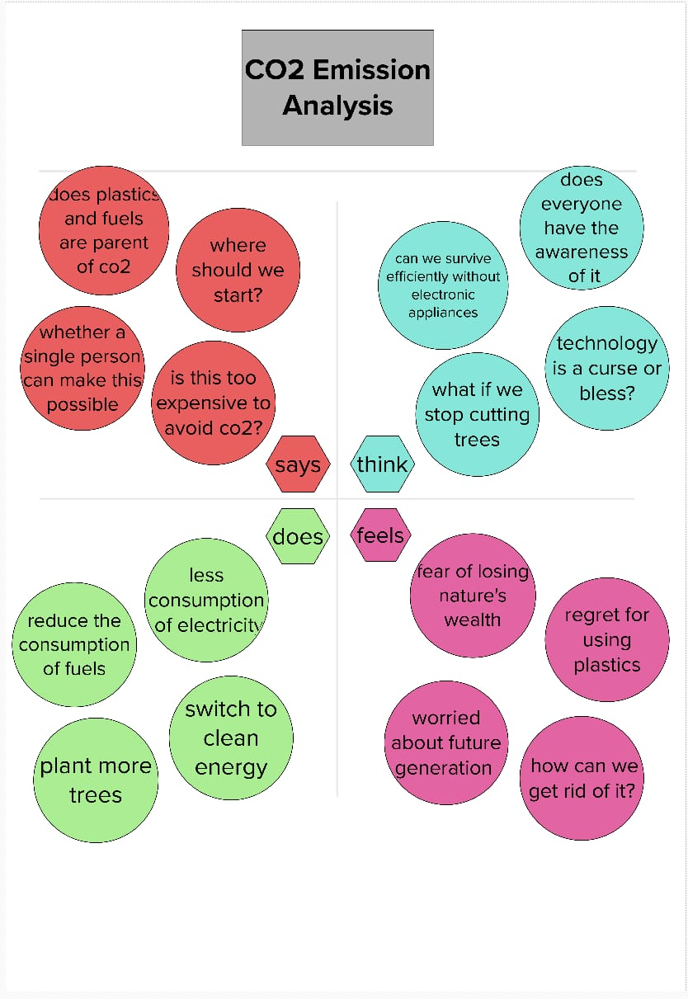 CO2 Emission
Analysis
does plastics
and fuels
are parent
of co2
where
should we
start?
whether a
single person
can make this
possible
is this too
expensive to
avoid co2?
says
can we survive
efficiently without
electronic
appliances
does
everyone
have the
awareness
of it
what if we
stop cutting
trees
technology
is a curse or
bless?
think
does
less
consumption
of electricity
reduce the
consumption
of fuels
switch to
clean
energy
plant more
trees
feels
fear of losing
nature's
wealth
regret for
using
plastics
worried
about future
generation
how can we
get rid of it?